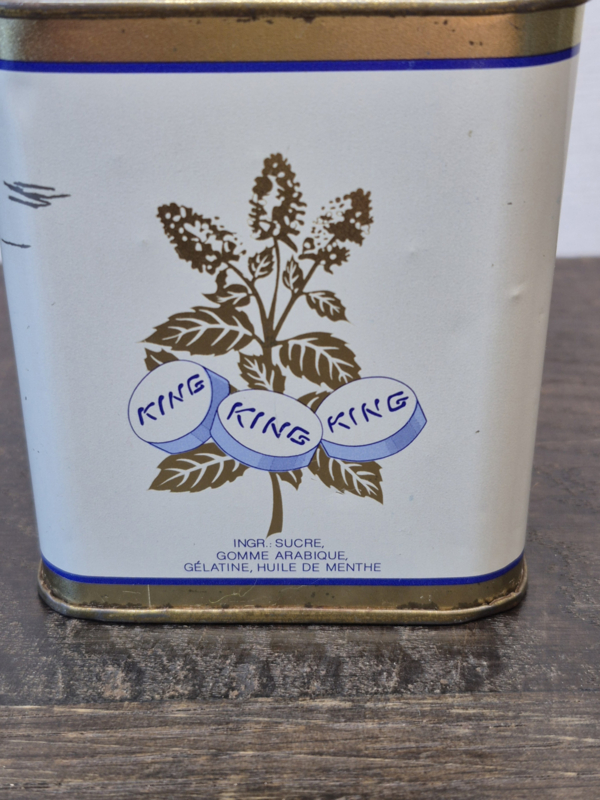 KING
KING
KING
INGR.: SUCRE,
GOMME ARABIQUE,
GÉLATINE, HUILE DE MENTHE